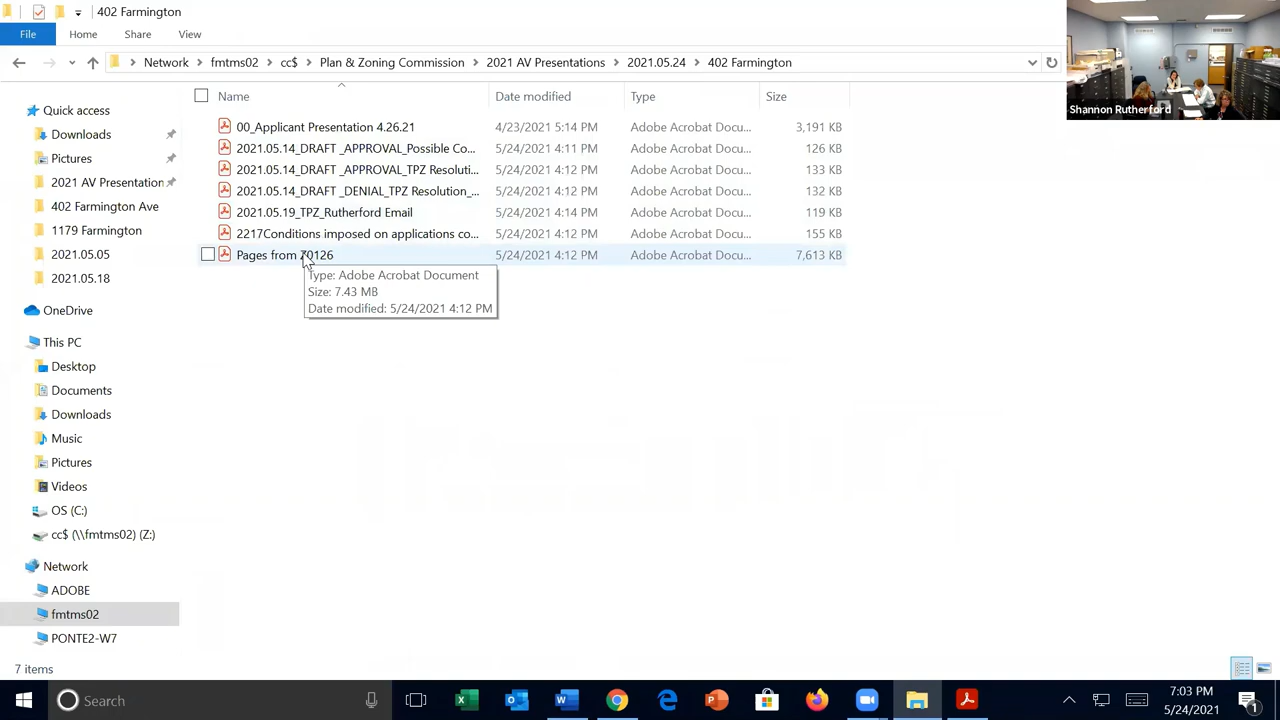 402 Farmington
File Home Share View
Network fmtms02 cc$ Plan & Zoning Commission 2021 AV Presentations 2021.05.24 402 Farmington
Name Date modified Type Size
00_Applicant Presentation 4.26.21 4/23/2021 5:14 PM Adobe Acrobat Docu... 3,191 KB
2021.05.14_DRAFT _APPROVAL_Possible Co... 5/24/2021 4:11 PM Adobe Acrobat Docu... 126 KB
2021.05.14_DRAFT _APPROVAL_TPZ Resoluti... 5/24/2021 4:12 PM Adobe Acrobat Docu... 133 KB
2021.05.14_DRAFT _DENIAL_TPZ Resolution_... 5/24/2021 4:12 PM Adobe Acrobat Docu... 132 KB
2021.05.19_TPZ_Rutherford Email 5/24/2021 4:14 PM Adobe Acrobat Docu... 119 KB
2217Conditions imposed on applications co... 5/24/2021 4:12 PM Adobe Acrobat Docu... 155 KB
Pages from 70126 5/24/2021 4:12 PM Adobe Acrobat Docu... 7,613 KB
Type: Adobe Acrobat Document
Size: 7.43 MB
Date modified: 5/24/2021 4:12 PM
Quick access
Downloads
Pictures
2021 AV Presentation
402 Farmington Ave
1179 Farmington
2021.05.05
2021.05.18
OneDrive
This PC
Desktop
Documents
Downloads
Music
Pictures
Videos
OS (C:)
cc$ (\\fmtms02) (Z:)
Network
ADOBE
fmtms02
PONTE2-W7
7 items
Shannon Rutherford
Search
7:03 PM
5/24/2021
1